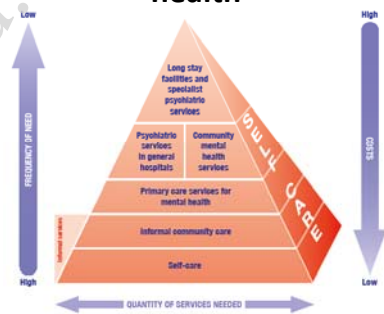 health
Low
High
Long stay
facilities and
specialist
psychiatric
services
Psychiatric
services
in general
hospitals
Community
mental
health
services
Primary care services for
mental health
Informal community care
Self-care
SELF CARE
Informal services
FREQUENCY OF NEED
COSTS
High
Low
QUANTITY OF SERVICES NEEDED